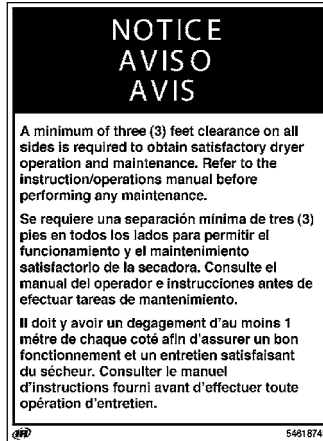 NOTICE
AVISO
AVIS
A minimum of three (3) feet clearance on all
sides is required to obtain satisfactory dryer
operation and maintenance. Refer to the
instruction/operations manual before
performing any maintenance.
Se requiere una separación mínima de tres (3)
pies en todos los lados para permitir el
funcionamiento y el maintenimiento
satisfactorio de la secadora. Consulte el
manual del operador e instrucciones antes de
efectuar tareas de mantenimiento.
Il doit y avoir un degagement d'au moins 1
métre de chaque coté afin d'assurer un bon
fonctionnement et un entretien satisfaisant
du sécheur. Consulter le manuel
d'instructions fourni avant d'effectuer toute
opération d'entretien.
IR
5461874